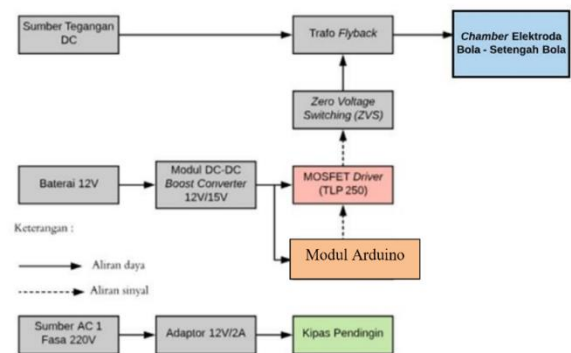 Sumber Tegangan
DC
Trafo Flyback
Chamber Elektroda
Bola - Setengah Bola
Zero Voltage
Switching (ZVS)
Baterai 12V
Modul DC-DC
Boost Converter
12V/15V
MOSFET Driver
(TLP 250)
Keterangan :
Modul Arduino
Aliran daya
Aliran sinyal
Sumber AC 1
Fasa 220V
Adaptor 12V/2A
Kipas Pendingin